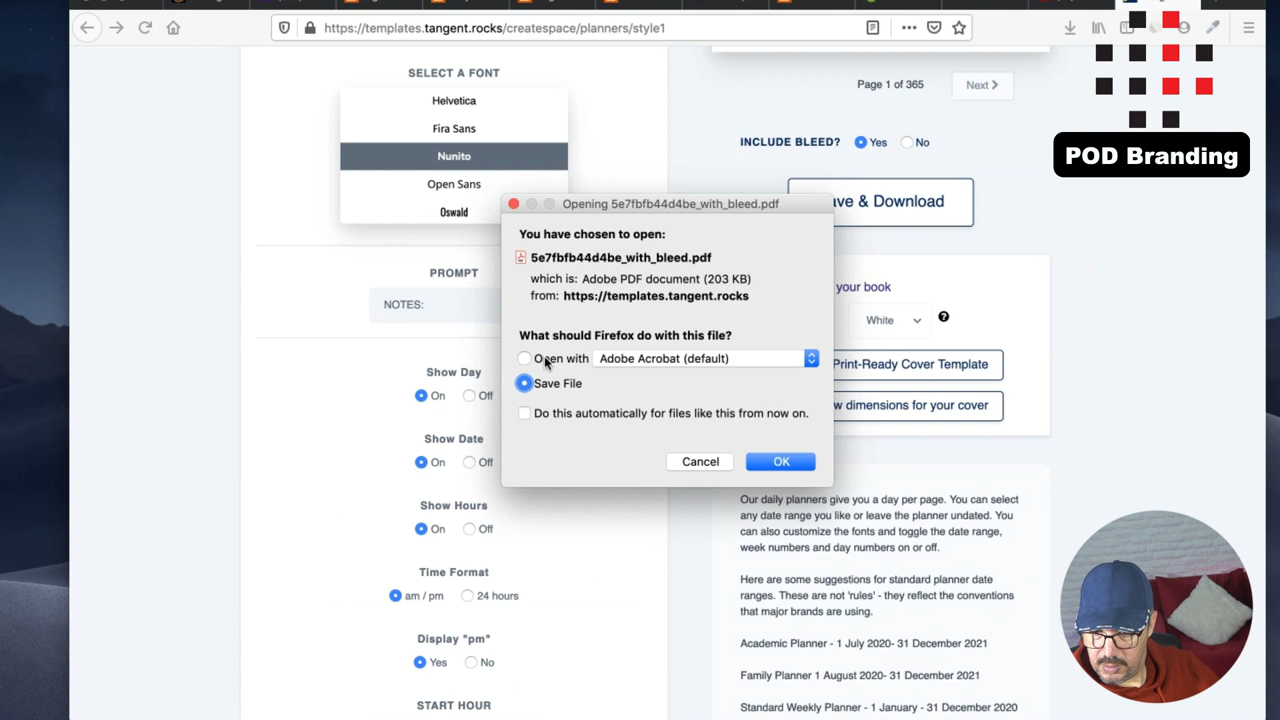 https://templates.tangent.rocks/createspace/planners/style1
SELECT A FONT
Helvetica
Fira Sans
Nunito
Open Sans
Oswald
PROMPT
NOTES:
Show Day
On Off
Show Date
On Off
Show Hours
On Off
Time Format
am / pm 24 hours
Display "pm"
Yes No
START HOUR
Opening 5e7fbfb44d4be_with_bleed.pdf
You have chosen to open:
5e7fbfb44d4be_with_bleed.pdf
which is: Adobe PDF document (203 KB)
from: https://templates.tangent.rocks
What should Firefox do with this file?
Open with Adobe Acrobat (default)
Save File
Do this automatically for files like this from now on.
Cancel OK
Page 1 of 365 Next
INCLUDE BLEED? Yes No
ve & Download
your book
White
Print-Ready Cover Template
w dimensions for your cover
Our daily planners give you a day per page. You can select
any date range you like or leave the planner undated. You
can also customize the fonts and toggle the date range,
week numbers and day numbers on or off.
Here are some suggestions for standard planner date
ranges. These are not 'rules' - they reflect the conventions
that major brands are using.
Academic Planner - 1 July 2020- 31 December 2021
Family Planner 1 August 2020- 31 December 2021
Standard Weekly Planner - 1 January - 31 December 2020
POD Branding